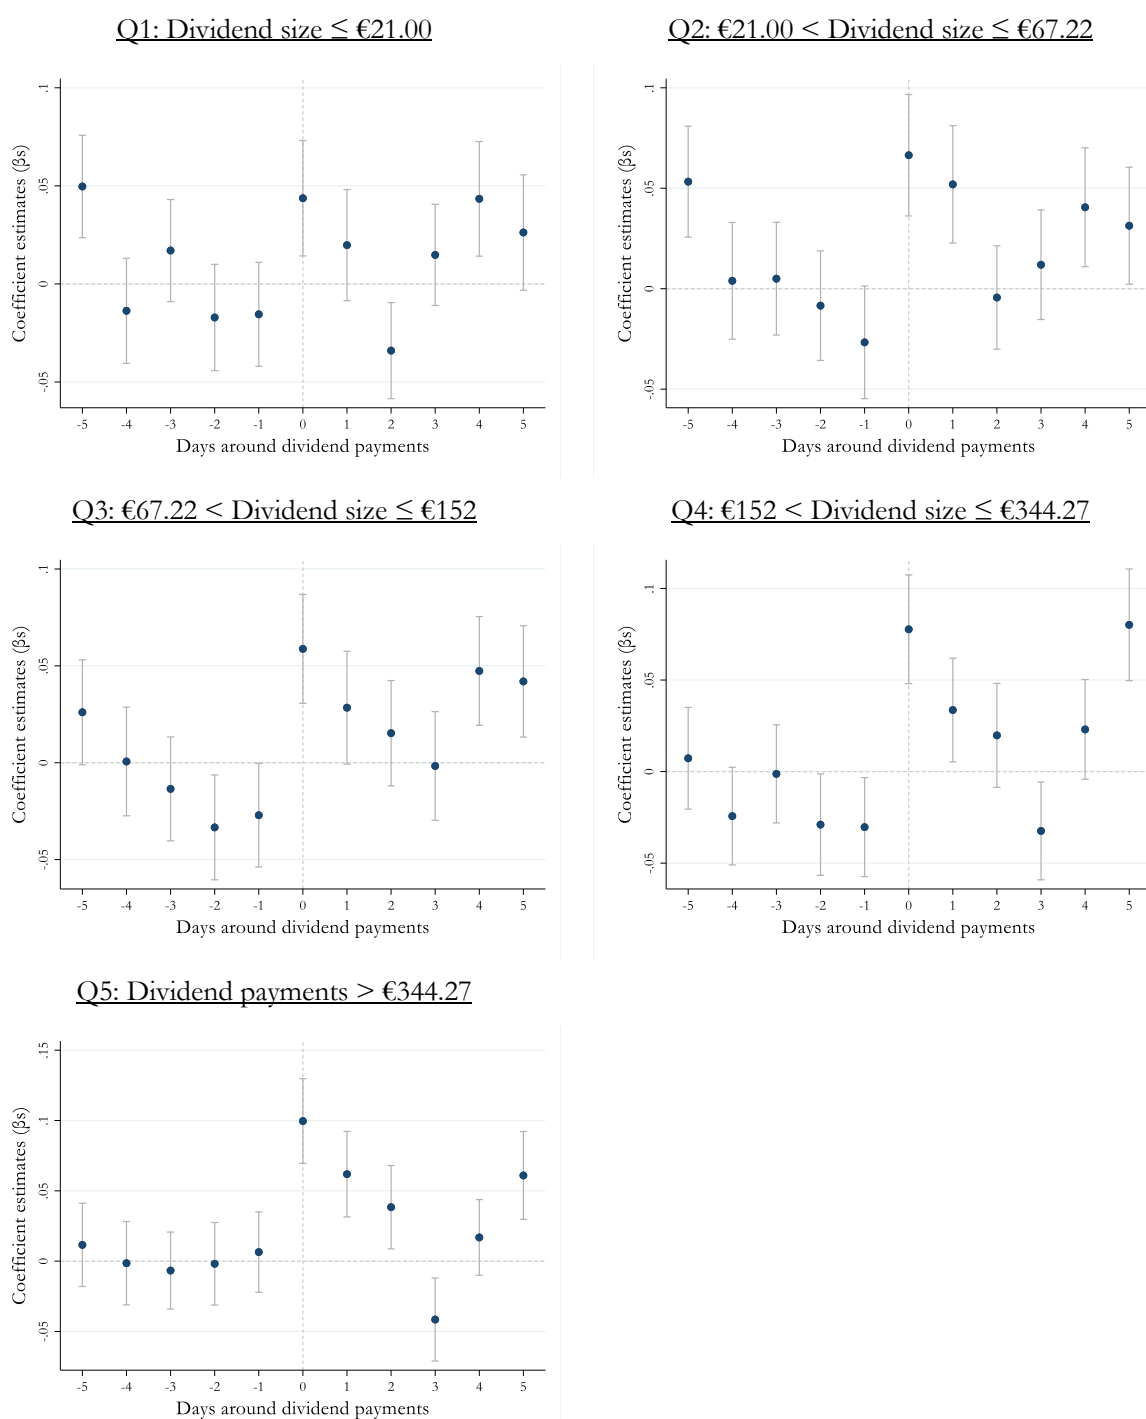 Q1: Dividend size ≤ €21.00
.1
.05
0
-.05
Coefficient estimates (βs)
-5 -4 -3 -2 -1 0 1 2 3 4 5
Days around dividend payments
Q2: €21.00 < Dividend size ≤ €67.22
.1
.05
0
-.05
Coefficient estimates (βs)
-5 -4 -3 -2 -1 0 1 2 3 4 5
Days around dividend payments
Q3: €67.22 < Dividend size ≤ €152
.1
.05
0
-.05
Coefficient estimates (βs)
-5 -4 -3 -2 -1 0 1 2 3 4 5
Days around dividend payments
Q4: €152 < Dividend size ≤ €344.27
.1
.05
0
-.05
Coefficient estimates (βs)
-5 -4 -3 -2 -1 0 1 2 3 4 5
Days around dividend payments
Q5: Dividend payments > €344.27
.15
.1
.05
0
-.05
Coefficient estimates (βs)
-5 -4 -3 -2 -1 0 1 2 3 4 5
Days around dividend payments